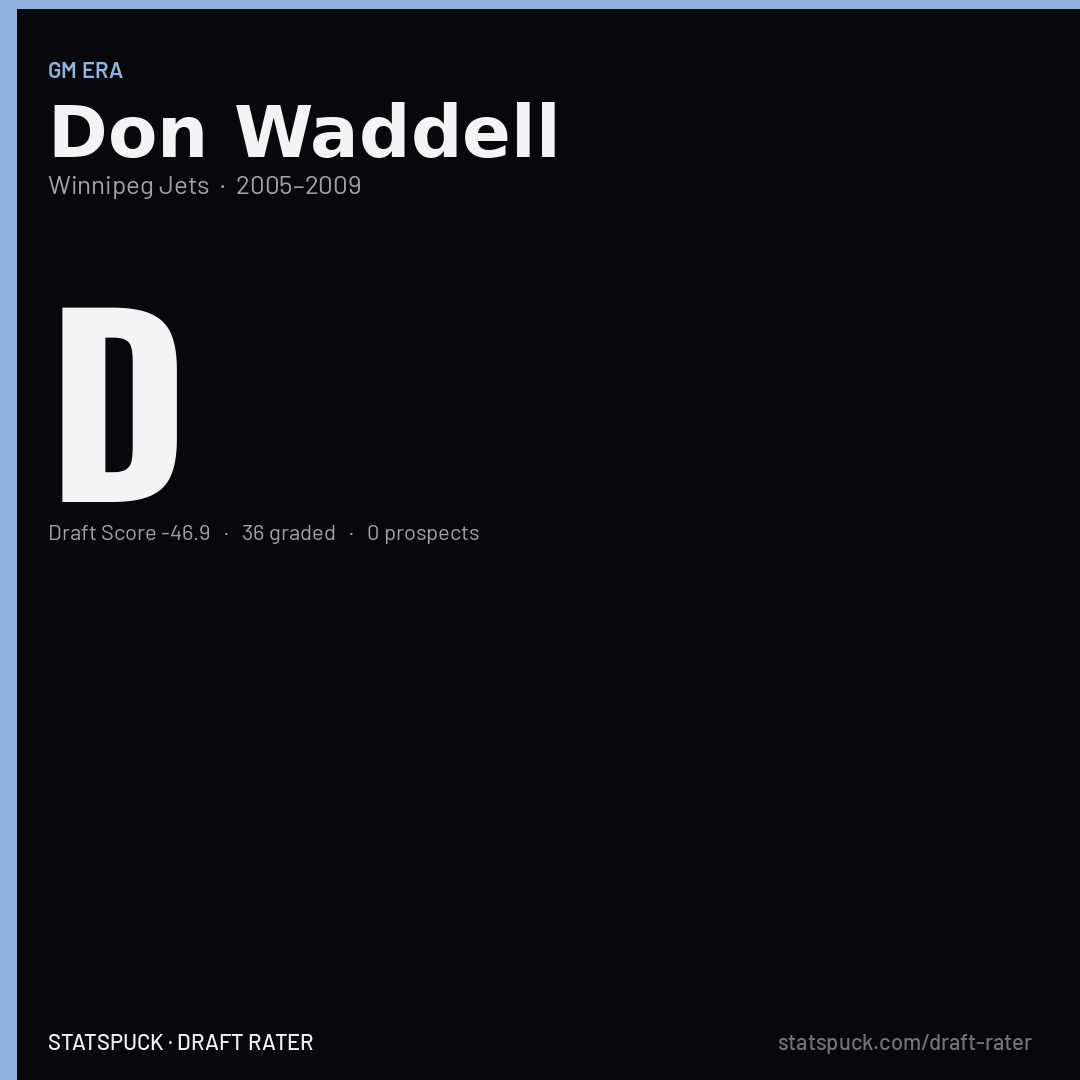 GM ERA
Don Waddell
Winnipeg Jets · 2005–2009
D
Draft Score -46.9 · 36 graded · 0 prospects
STATSPUCK · DRAFT RATER
statspuck.com/draft-rater